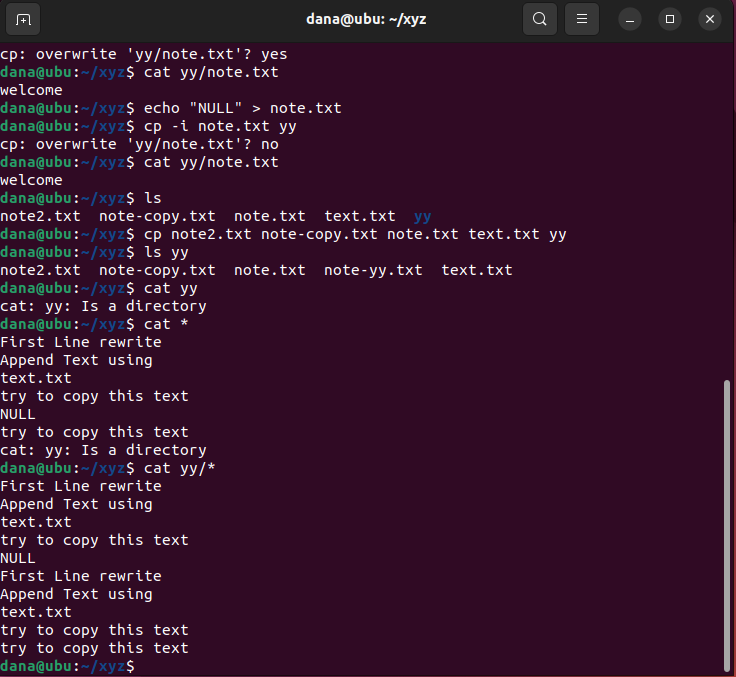 dana@ubu: ~/xyz
cp: overwrite 'yy/note.txt'? yes
dana@ubu:~/xyz$ cat yy/note.txt
welcome
dana@ubu:~/xyz$ echo "NULL" > note.txt
dana@ubu:~/xyz$ cp -i note.txt yy
cp: overwrite 'yy/note.txt'? no
dana@ubu:~/xyz$ cat yy/note.txt
welcome
dana@ubu:~/xyz$ ls
note2.txt  note-copy.txt  note.txt  text.txt  yy
dana@ubu:~/xyz$ cp note2.txt note-copy.txt note.txt text.txt yy
dana@ubu:~/xyz$ ls yy
note2.txt  note-copy.txt  note.txt  note-yy.txt  text.txt
dana@ubu:~/xyz$ cat yy
cat: yy: Is a directory
dana@ubu:~/xyz$ cat *
First Line rewrite
Append Text using
text.txt
try to copy this text
NULL
try to copy this text
cat: yy: Is a directory
dana@ubu:~/xyz$ cat yy/*
First Line rewrite
Append Text using
text.txt
try to copy this text
NULL
First Line rewrite
Append Text using
text.txt
try to copy this text
try to copy this text
dana@ubu:~/xyz$